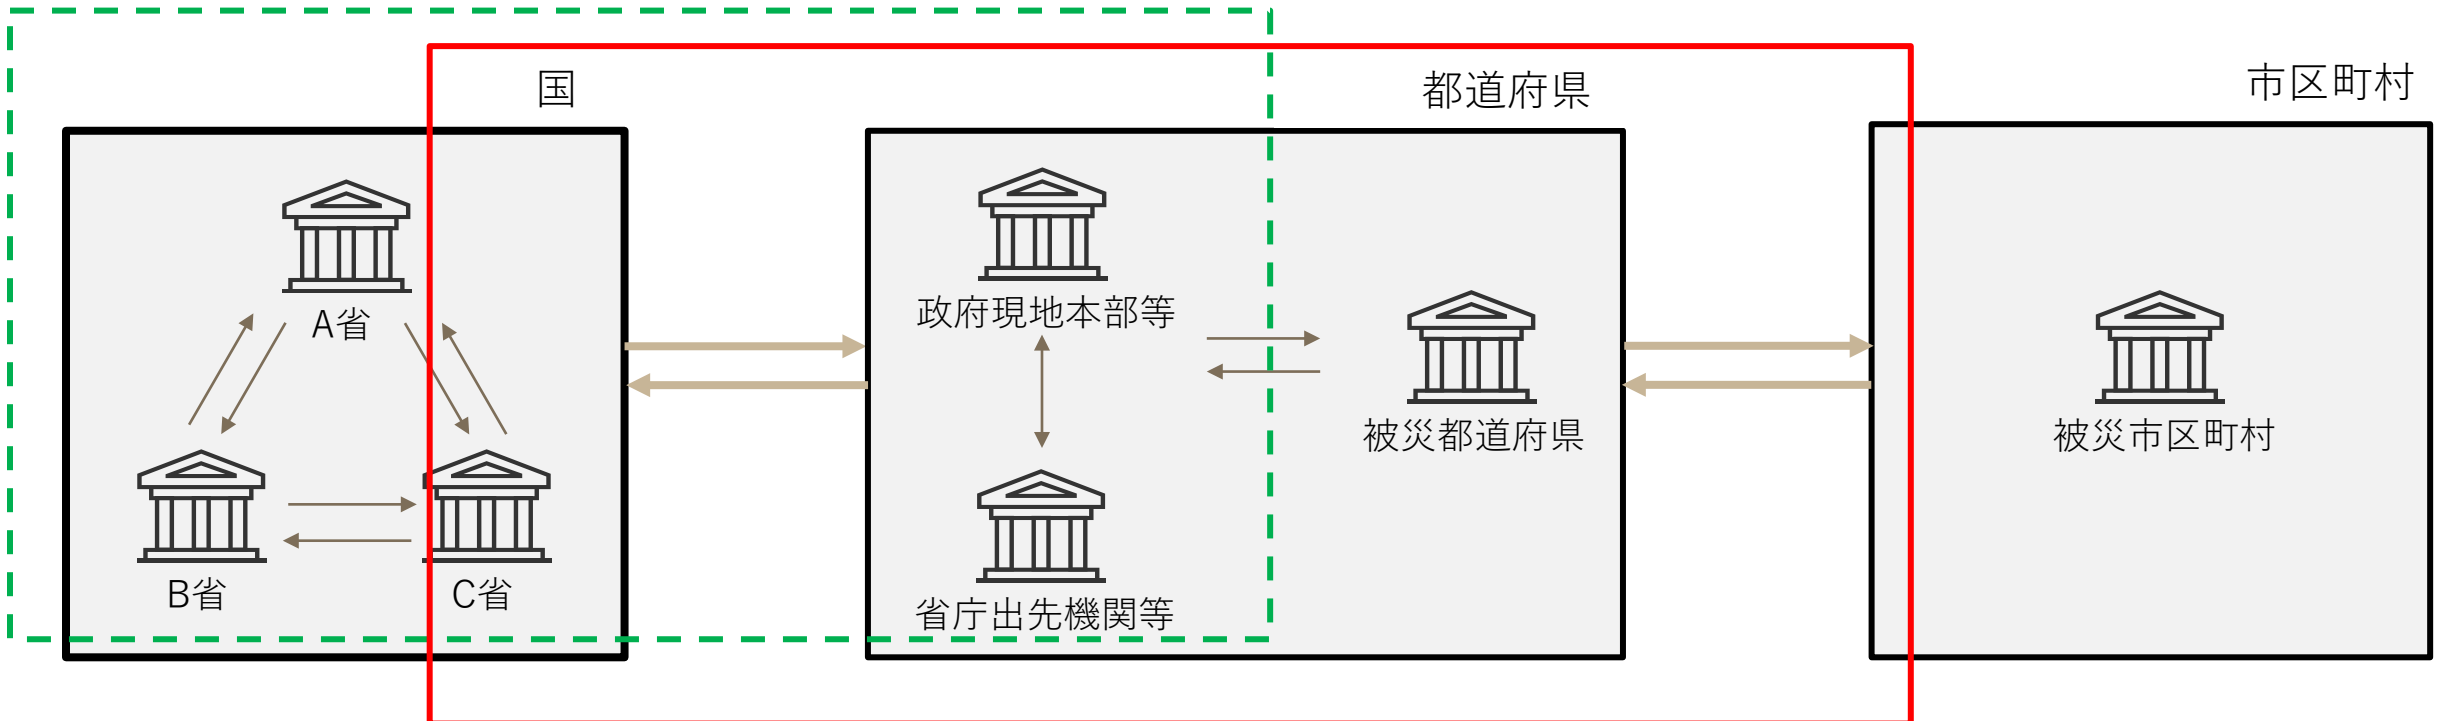 国
都道府県
市区町村
A省
B省
C省
政府現地本部等
省庁出先機関等
被災都道府県
被災市区町村